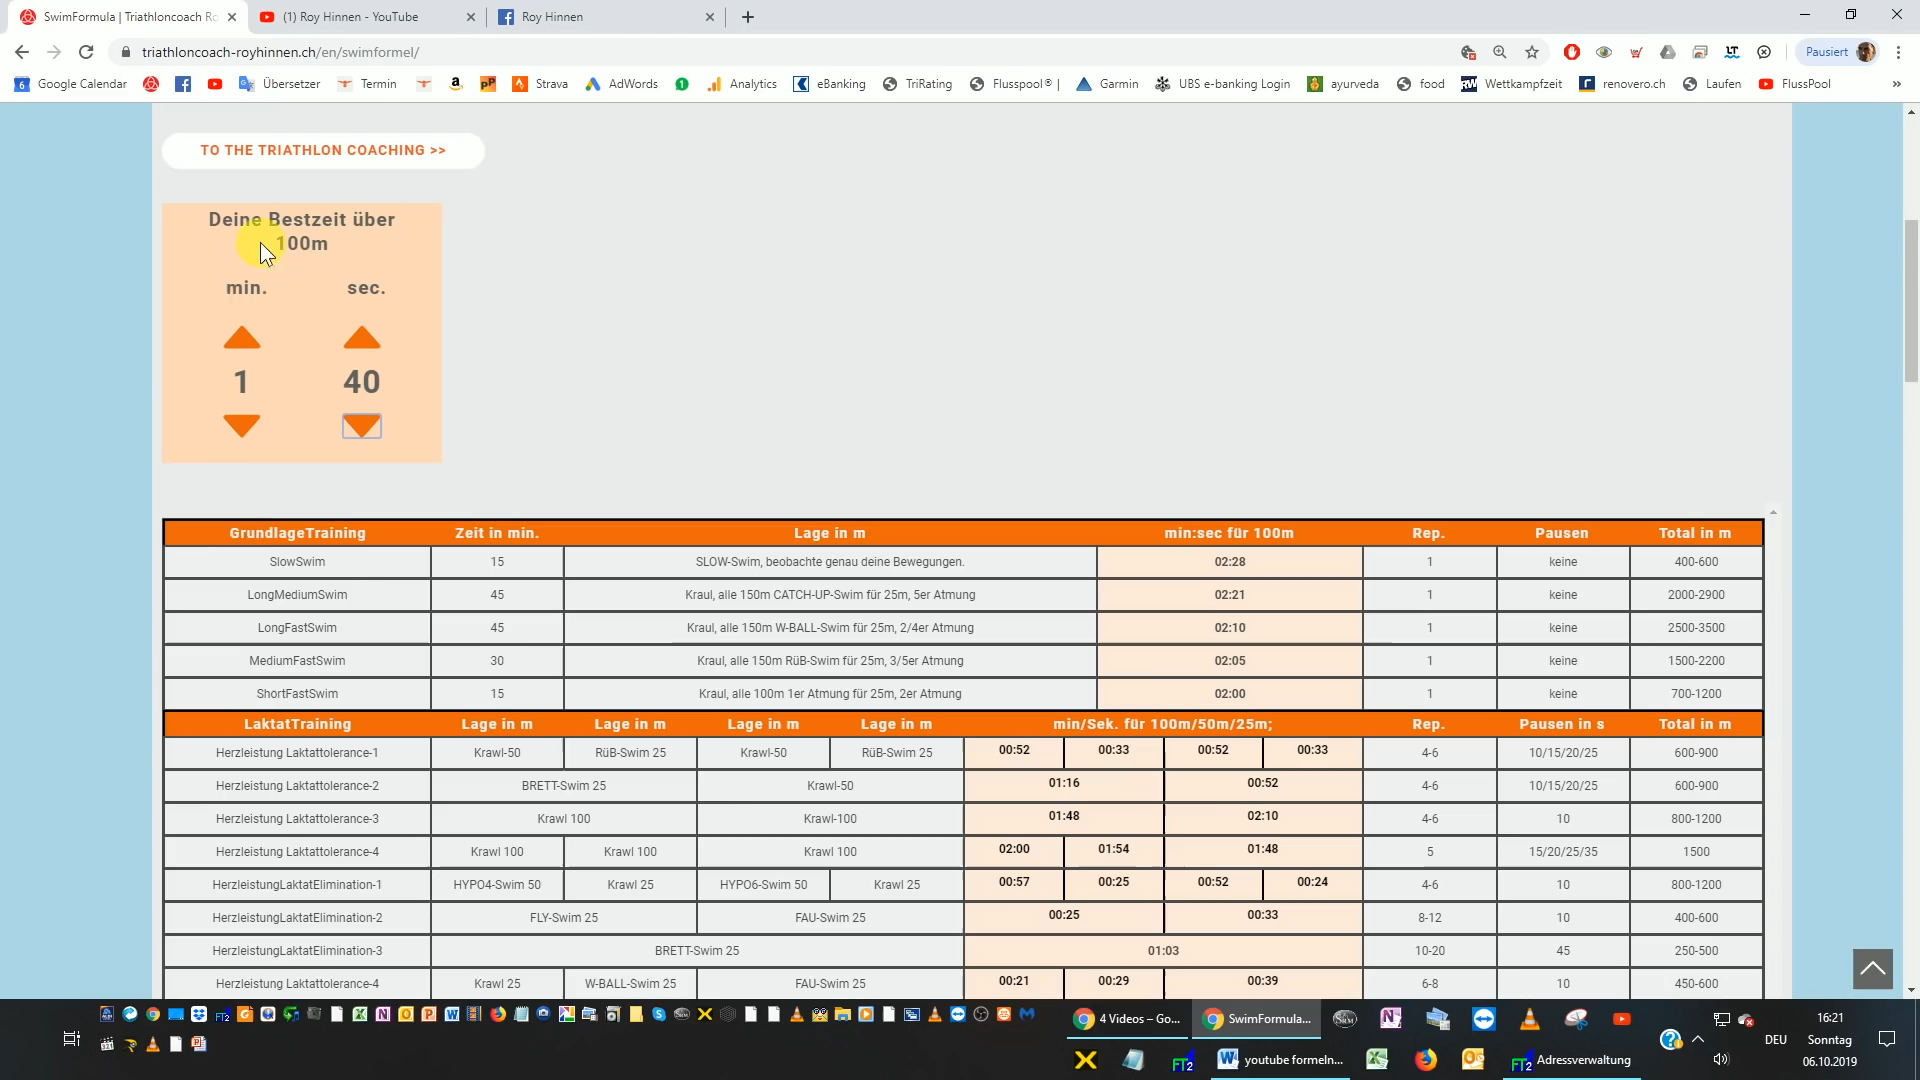 SwimFormula | Triathloncoach Ro
(1) Roy Hinnen - YouTube
Roy Hinnen
triathloncoach-royhinnen.ch/en/swimformel/
Pausiert
6 Google Calendar
Übersetzer
Termin
Strava
AdWords
1
Analytics
eBanking
TriRating
Flusspool® |
Garmin
UBS e-banking Login
ayurveda
food
Wettkampfzeit
renovero.ch
Laufen
FlussPool
»
TO THE TRIATHLON COACHING >>
Deine Bestzeit über
100m
min. sec.
1 40
GrundlageTraining Zeit in min. Lage in m min:sec für 100m Rep. Pausen Total in m
SlowSwim 15 SLOW-Swim, beobachte genau deine Bewegungen. 02:28 1 keine 400-600
LongMediumSwim 45 Kraul, alle 150m CATCH-UP-Swim für 25m, 5er Atmung 02:21 1 keine 2000-2900
LongFastSwim 45 Kraul, alle 150m W-BALL-Swim für 25m, 2/4er Atmung 02:10 1 keine 2500-3500
MediumFastSwim 30 Kraul, alle 150m RüB-Swim für 25m, 3/5er Atmung 02:05 1 keine 1500-2200
ShortFastSwim 15 Kraul, alle 100m 1er Atmung für 25m, 2er Atmung 02:00 1 keine 700-1200
LaktatTraining Lage in m Lage in m Lage in m Lage in m min/Sek. für 100m/50m/25m; Rep. Pausen in s Total in m
Herzleistung Laktattolerance-1 Krawl-50 RüB-Swim 25 Krawl-50 RüB-Swim 25 00:52 00:33 00:52 00:33 4-6 10/15/20/25 600-900
Herzleistung Laktattolerance-2 BRETT-Swim 25 Krawl-50 01:16 00:52 4-6 10/15/20/25 600-900
Herzleistung Laktattolerance-3 Krawl 100 Krawl-100 01:48 02:10 4-6 10 800-1200
Herzleistung Laktattolerance-4 Krawl 100 Krawl 100 Krawl 100 02:00 01:54 01:48 5 15/20/25/35 1500
HerzleistungLaktatElimination-1 HYPO4-Swim 50 Krawl 25 HYPO6-Swim 50 Krawl 25 00:57 00:25 00:52 00:24 4-6 10 800-1200
HerzleistungLaktatElimination-2 FLY-Swim 25 FAU-Swim 25 00:25 00:33 8-12 10 400-600
HerzleistungLaktatElimination-3 BRETT-Swim 25 01:03 10-20 45 250-500
Herzleistung Laktattolerance-4 Krawl 25 W-BALL-Swim 25 FAU-Swim 25 00:21 00:29 00:39 6-8 10 450-600
4 Videos – Go...
SwimFormula...
youtube formeln...
Adressverwaltung
DEU
16:21
Sonntag
06.10.2019